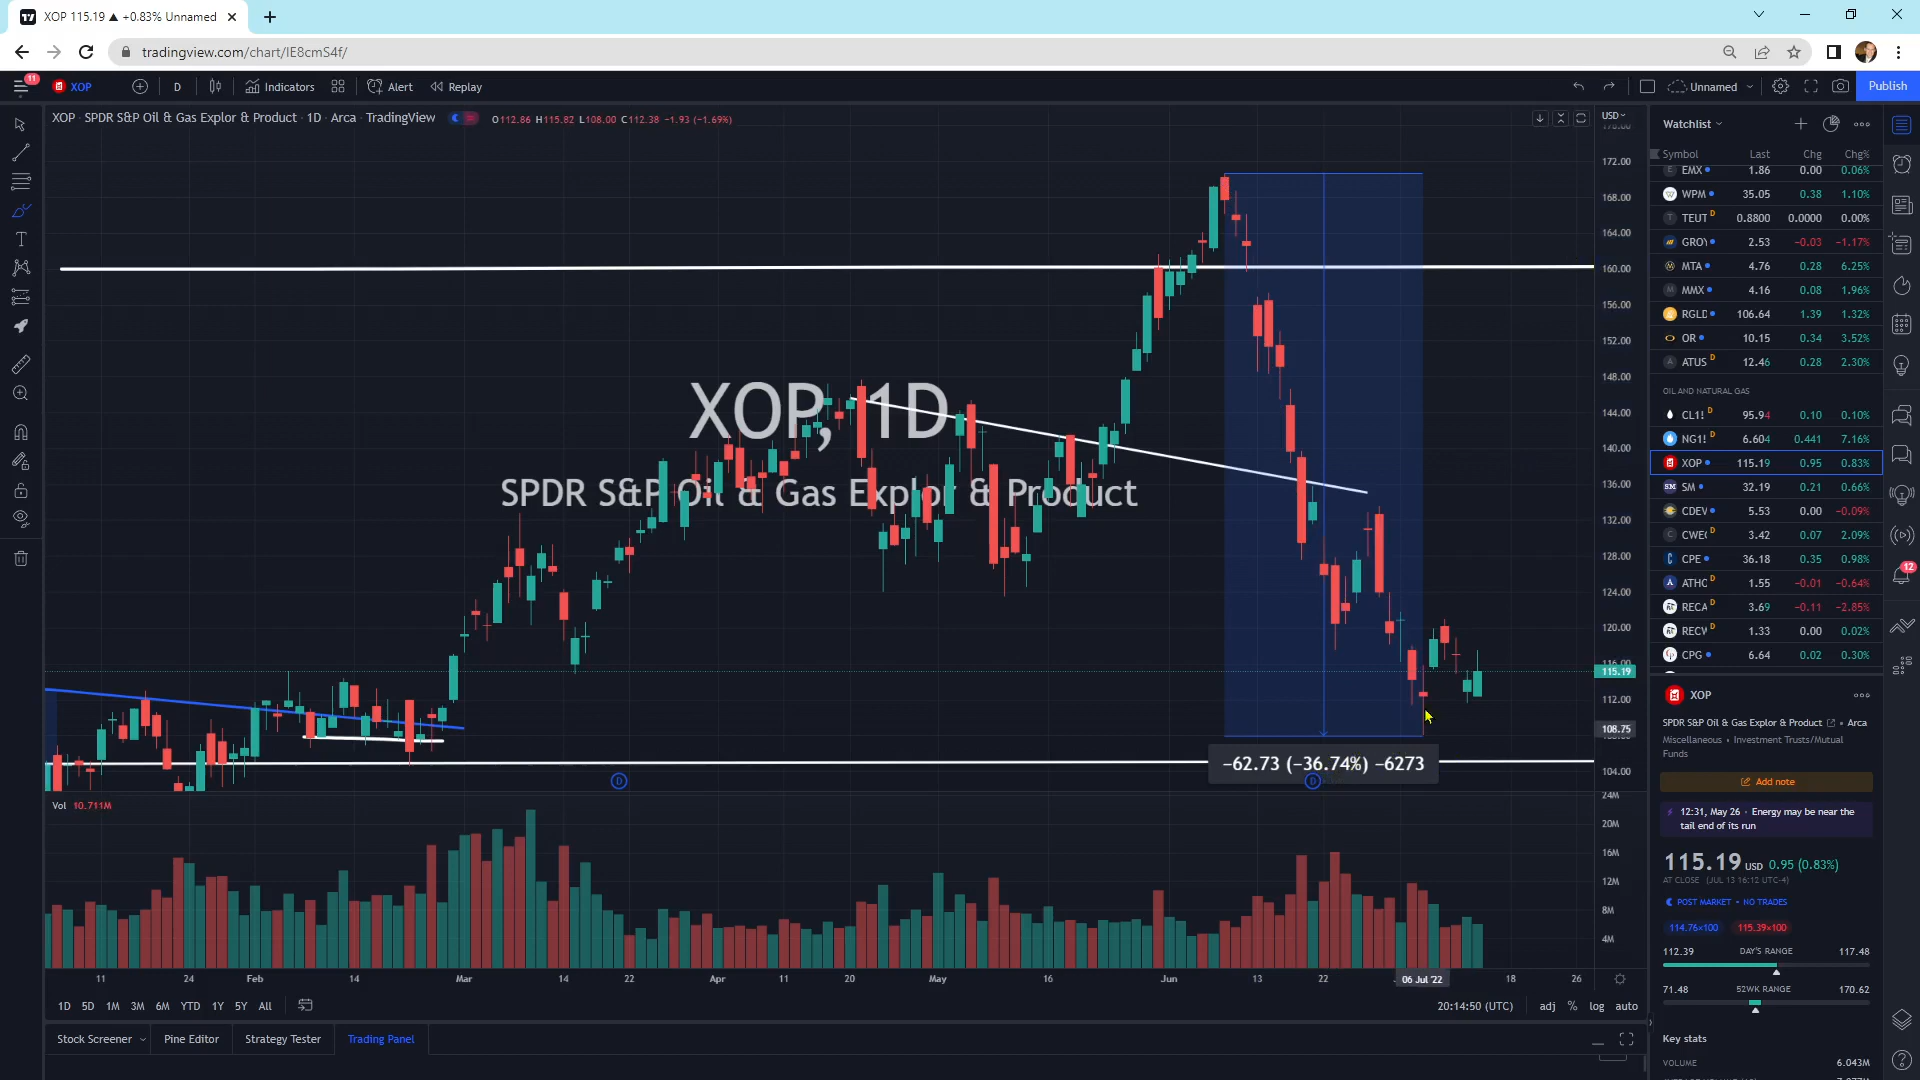 XOP 115.19 ▲ +0.83% Unnamed
tradingview.com/chart/IE8cmS4f/
11 XOP D Indicators Alert Replay Unnamed Publish
XOP · SPDR S&P Oil & Gas Explor & Product · 1D · Arca · TradingView O112.86 H115.82 L108.00 C112.38 -1.93 (-1.69%)
USD
172.00
168.00
164.00
160.00
156.00
152.00
148.00
144.00
140.00
136.00
132.00
128.00
124.00
120.00
115.19
112.00
108.75
104.00
XOP, 1D
SPDR S&P Oil & Gas Explor & Product
−62.73 (−36.74%) −6273
D
D
Vol 10.711M
24M
20M
16M
12M
8M
4M
11 24 Feb 14 Mar 14 22 Apr 11 20 May 16 Jun 13 22 06 Jul '22 18 26
1D 5D 1M 3M 6M YTD 1Y 5Y All 20:14:50 (UTC) adj % log auto
Stock Screener Pine Editor Strategy Tester Trading Panel
Watchlist
Symbol Last Chg Chg%
EMX 1.86 0.00 0.06%
WPM 35.05 0.38 1.10%
TEUT D 0.8800 0.0000 0.00%
GROY 2.53 −0.03 −1.17%
MTA 4.76 0.28 6.25%
MMX 4.16 0.08 1.96%
RGLD 106.64 1.39 1.32%
OR 10.15 0.34 3.52%
ATUS D 12.46 0.28 2.30%
OIL AND NATURAL GAS
CL1! D 95.94 0.10 0.10%
NG1! D 6.604 0.441 7.16%
XOP 115.19 0.95 0.83%
SM 32.19 0.21 0.66%
CDEV 5.53 0.00 −0.09%
CWEC D 3.42 0.07 2.09%
CPE 36.18 0.35 0.98%
ATHC D 1.55 −0.01 −0.64%
RECA D 3.69 −0.11 −2.85%
RECV D 1.33 0.00 0.02%
CPG 6.64 0.02 0.30%
XOP
SPDR S&P Oil & Gas Explor & Product • Arca
Miscellaneous • Investment Trusts/Mutual
Funds
Add note
12:31, May 26 · Energy may be near the
tail end of its run
115.19 USD 0.95 (0.83%)
AT CLOSE (JUL 13 16:12 UTC-4)
POST MARKET • NO TRADES
114.76×100 115.39×100
112.39 DAY'S RANGE 117.48
71.48 52WK RANGE 170.62
Key stats
VOLUME 6.043M
12